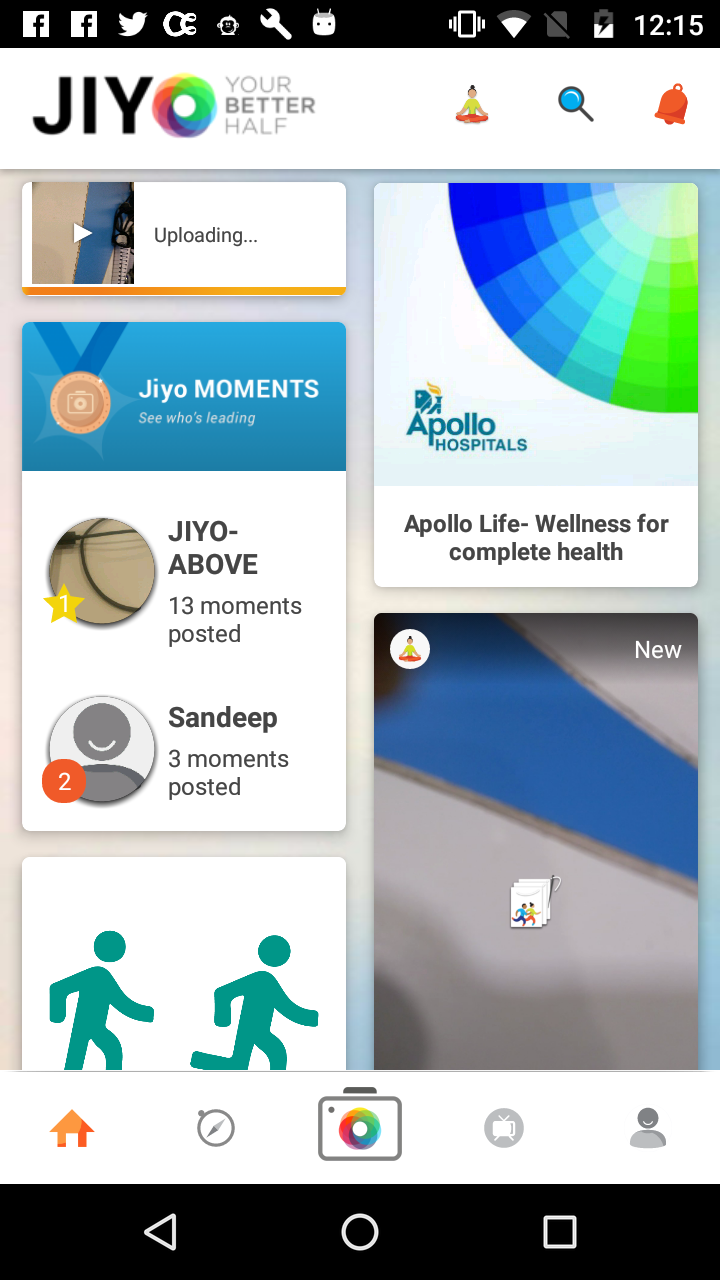 12:15
JIYO YOUR
BETTER
HALF
Uploading...
Jiyo MOMENTS
See who's leading
JIYO-
ABOVE
1
13 moments
posted
Sandeep
3 moments
2
posted
Apollo
HOSPITALS
Apollo Life- Wellness for
complete health
New